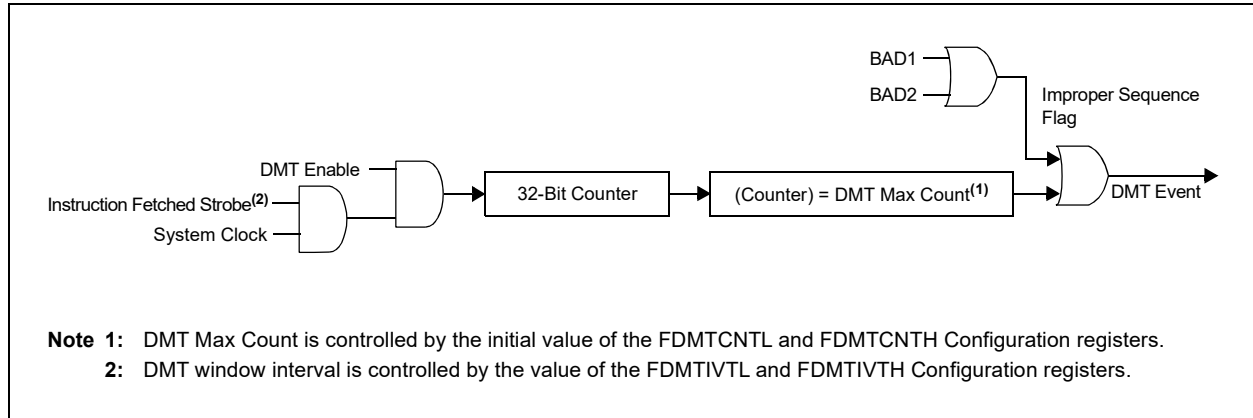 BAD1
BAD2
Improper Sequence
Flag
DMT Enable
Instruction Fetched Strobe(2)
System Clock
32-Bit Counter
(Counter) = DMT Max Count(1)
DMT Event
Note 1: DMT Max Count is controlled by the initial value of the FDMTCNTL and FDMTCNTH Configuration registers.
2: DMT window interval is controlled by the value of the FDMTIVTL and FDMTIVTH Configuration registers.